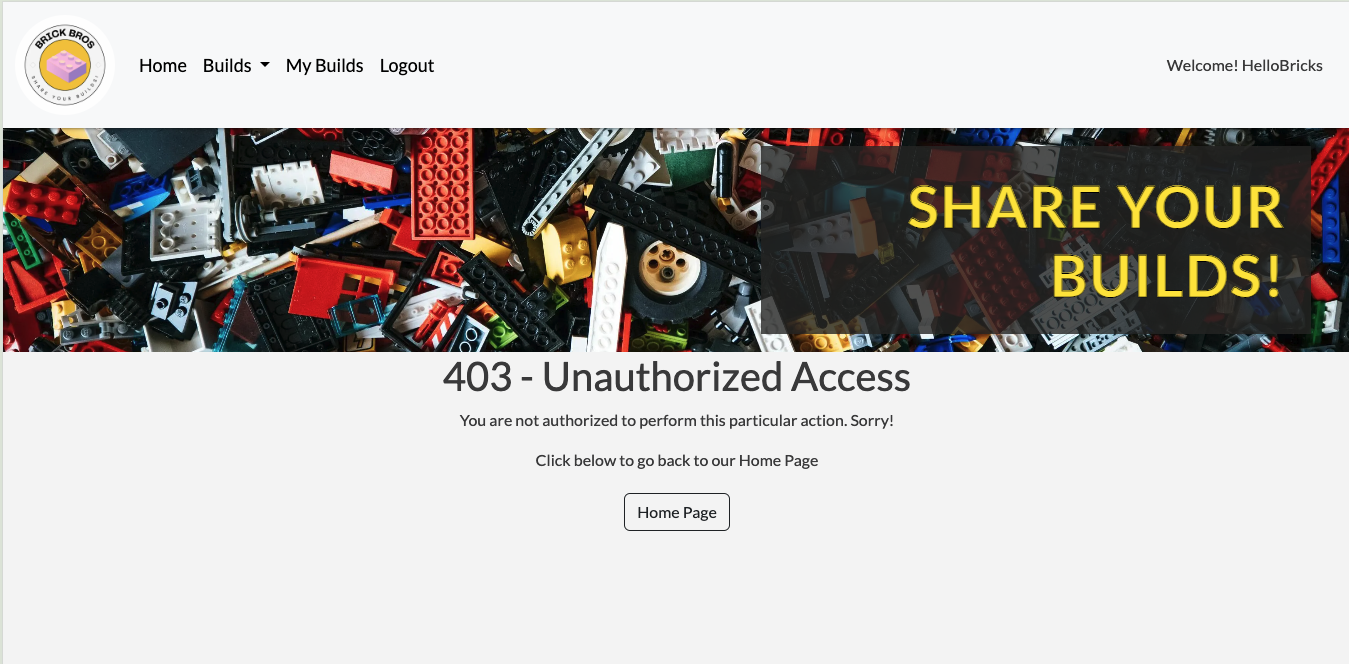 BRICK BROS
SHARE YOUR BUILDS!
Home Builds My Builds Logout
Welcome! HelloBricks
SHARE YOUR
BUILDS!
403 - Unauthorized Access
You are not authorized to perform this particular action. Sorry!
Click below to go back to our Home Page
Home Page